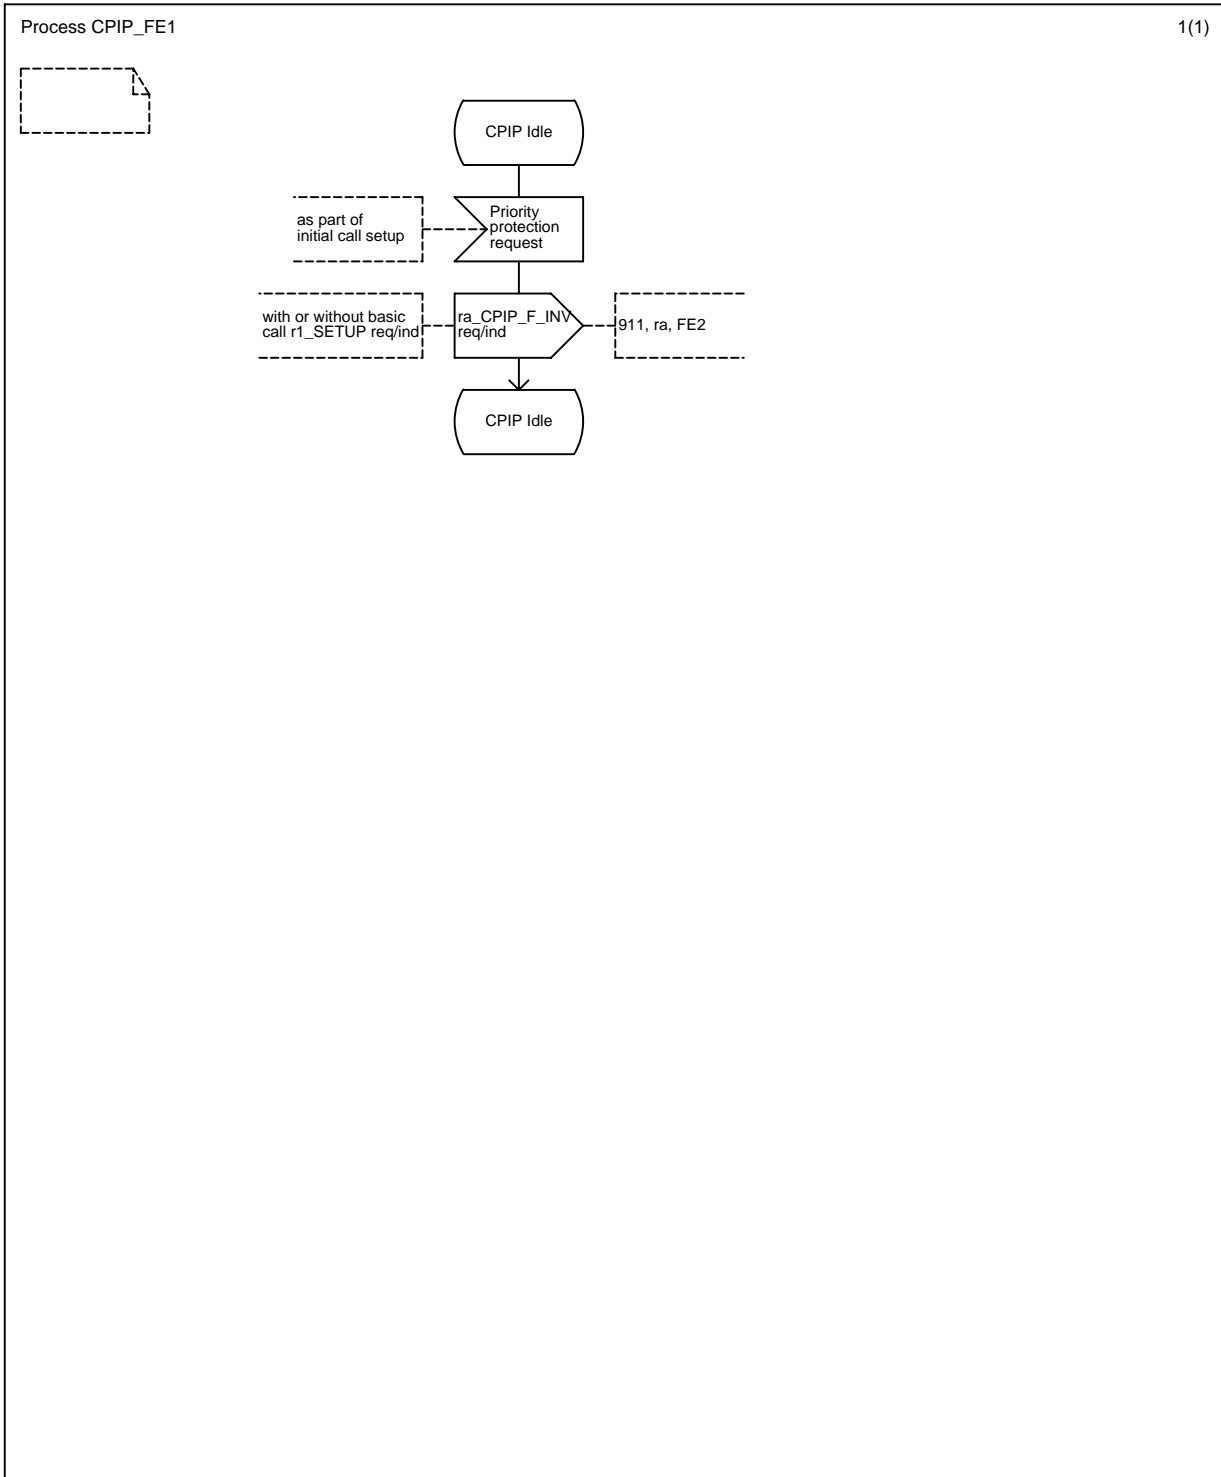 Process CPIP_FE1
1(1)
CPIP Idle
as part of
initial call setup
Priority
protection
request
with or without basic
call r1_SETUP req/ind
ra_CPIP_F_INV
req/ind
911, ra, FE2
CPIP Idle